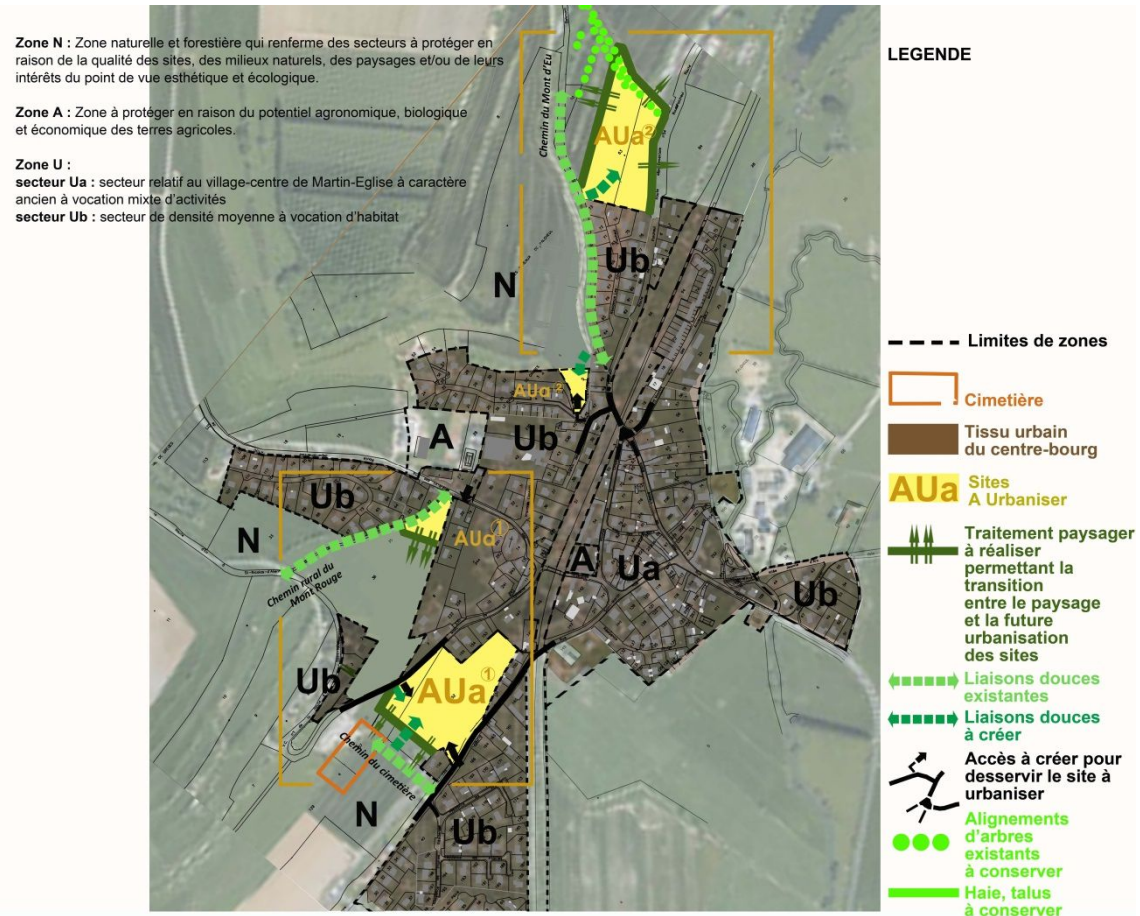 Zone N : Zone naturelle et forestière qui renferme des secteurs à protéger en
raison de la qualité des sites, des milieux naturels, des paysages et/ou de leurs
intérêts du point de vue esthétique et écologique.
Zone A : Zone à protéger en raison du potentiel agronomique, biologique
et économique des terres agricoles.
Zone U :
secteur Ua : secteur relatif au village-centre de Martin-Eglise à caractère
ancien à vocation mixte d'activités
secteur Ub : secteur de densité moyenne à vocation d'habitat
Chemin du Mont d'Eu
AUa②
Ub
N
AUa②
A
Ub
Ub
AUa①
N
Chemin rural du
Mont Rouge
A
Ua
Ub
Ub
AUa①
Chemin du cimetière
N
Ub
LEGENDE
Limites de zones
Cimetière
Tissu urbain
du centre-bourg
AUa
Sites
A Urbaniser
Traitement paysager
à réaliser
permettant la
transition
entre le paysage
et la future
urbanisation
des sites
Liaisons douces
existantes
Liaisons douces
à créer
Accès à créer pour
desservir le site à
urbaniser
Alignements
d'arbres
existants
à conserver
Haie, talus
à conserver